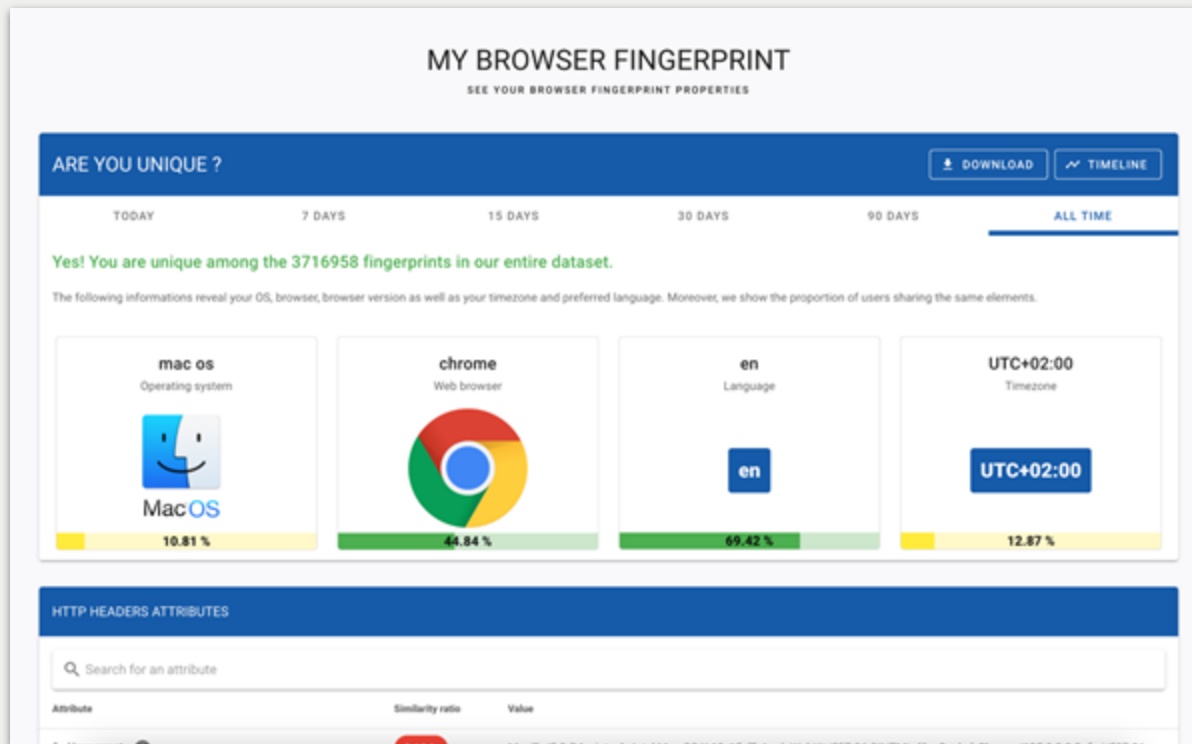 MY BROWSER FINGERPRINT
SEE YOUR BROWSER FINGERPRINT PROPERTIES
ARE YOU UNIQUE ?
DOWNLOAD
TIMELINE
TODAY
7 DAYS
15 DAYS
30 DAYS
90 DAYS
ALL TIME
Yes! You are unique among the 3716958 fingerprints in our entire dataset.
The following informations reveal your OS, browser, browser version as well as your timezone and preferred language. Moreover, we show the proportion of users sharing the same elements.
mac os
Operating system
MacOS
10.81 %
chrome
Web browser
44.84 %
en
Language
en
69.42 %
UTC+02:00
Timezone
UTC+02:00
12.87 %
HTTP HEADERS ATTRIBUTES
Search for an attribute
Attribute
Similarity ratio
Value